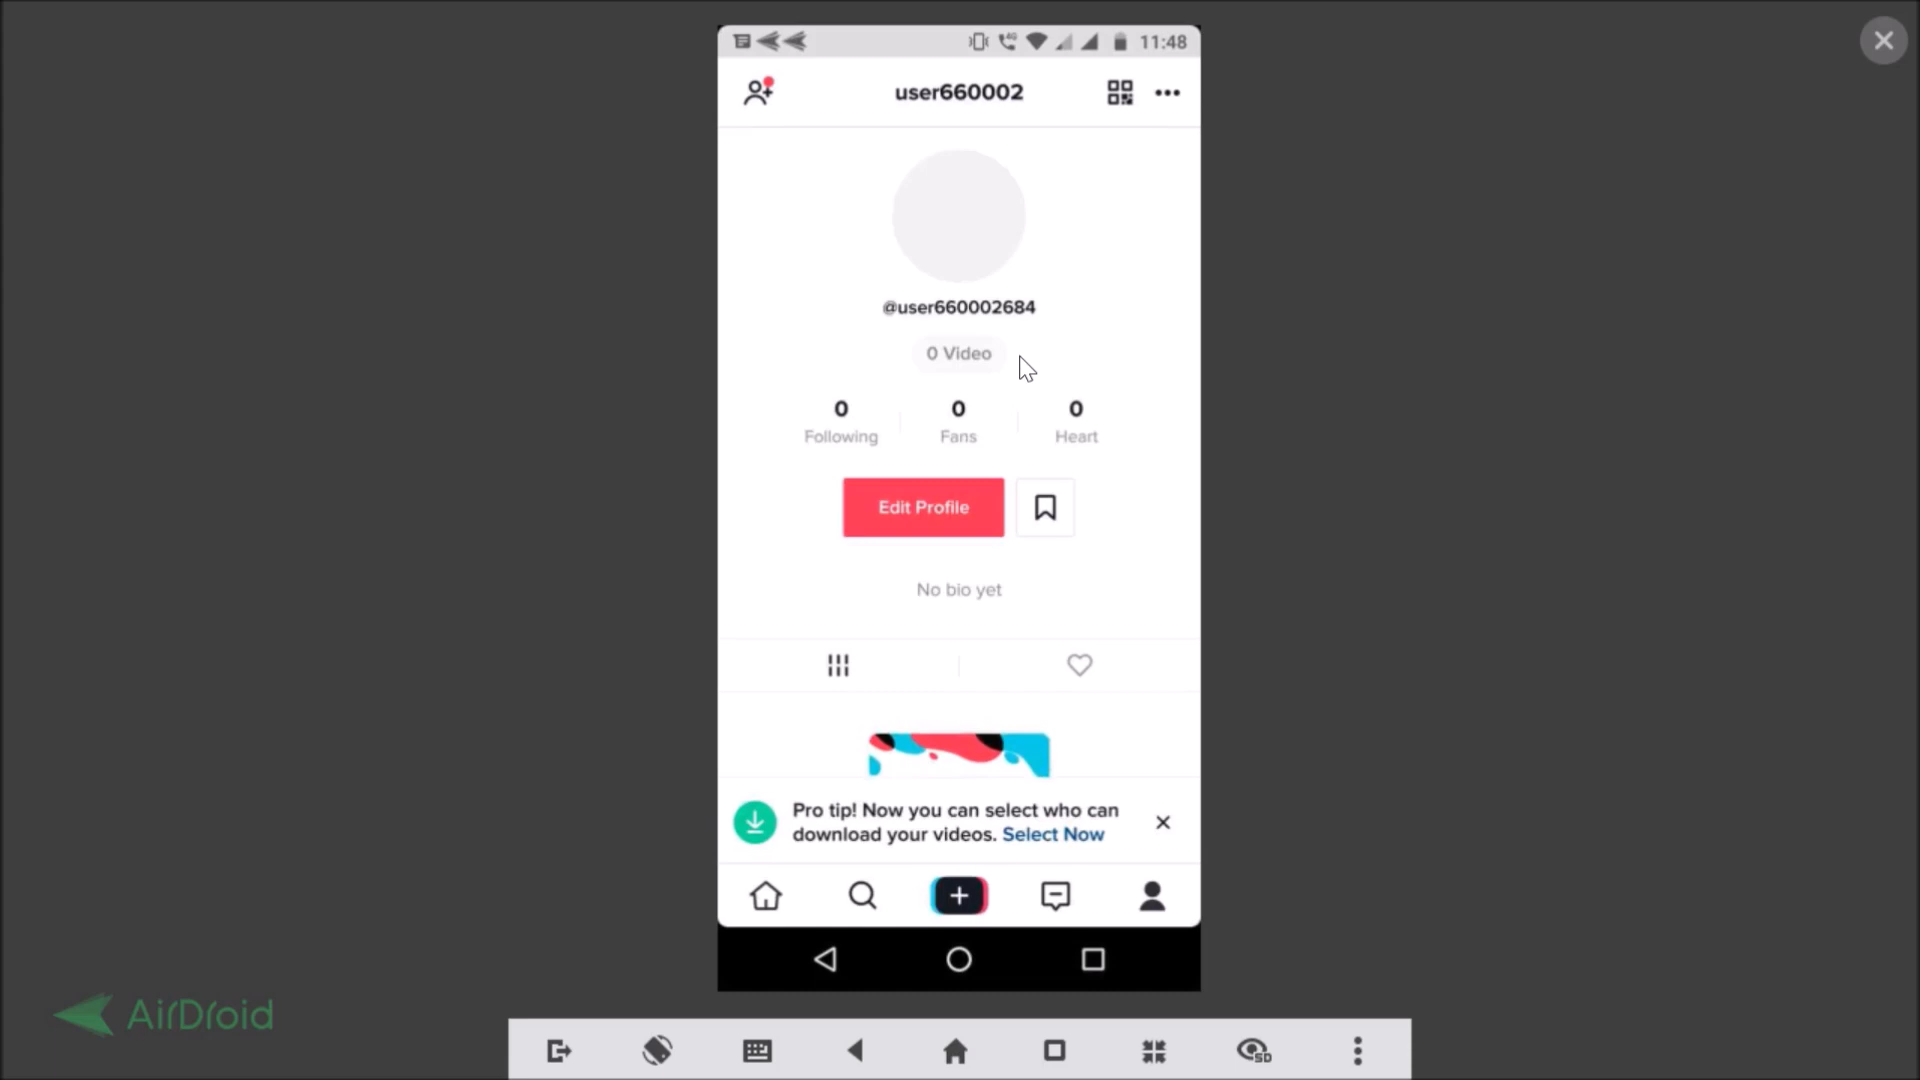 11:48
user660002
@user660002684
0 Video
0 0 0
Following Fans Heart
Edit Profile
No bio yet
Pro tip! Now you can select who can
download your videos. Select Now
AirDroid
SD